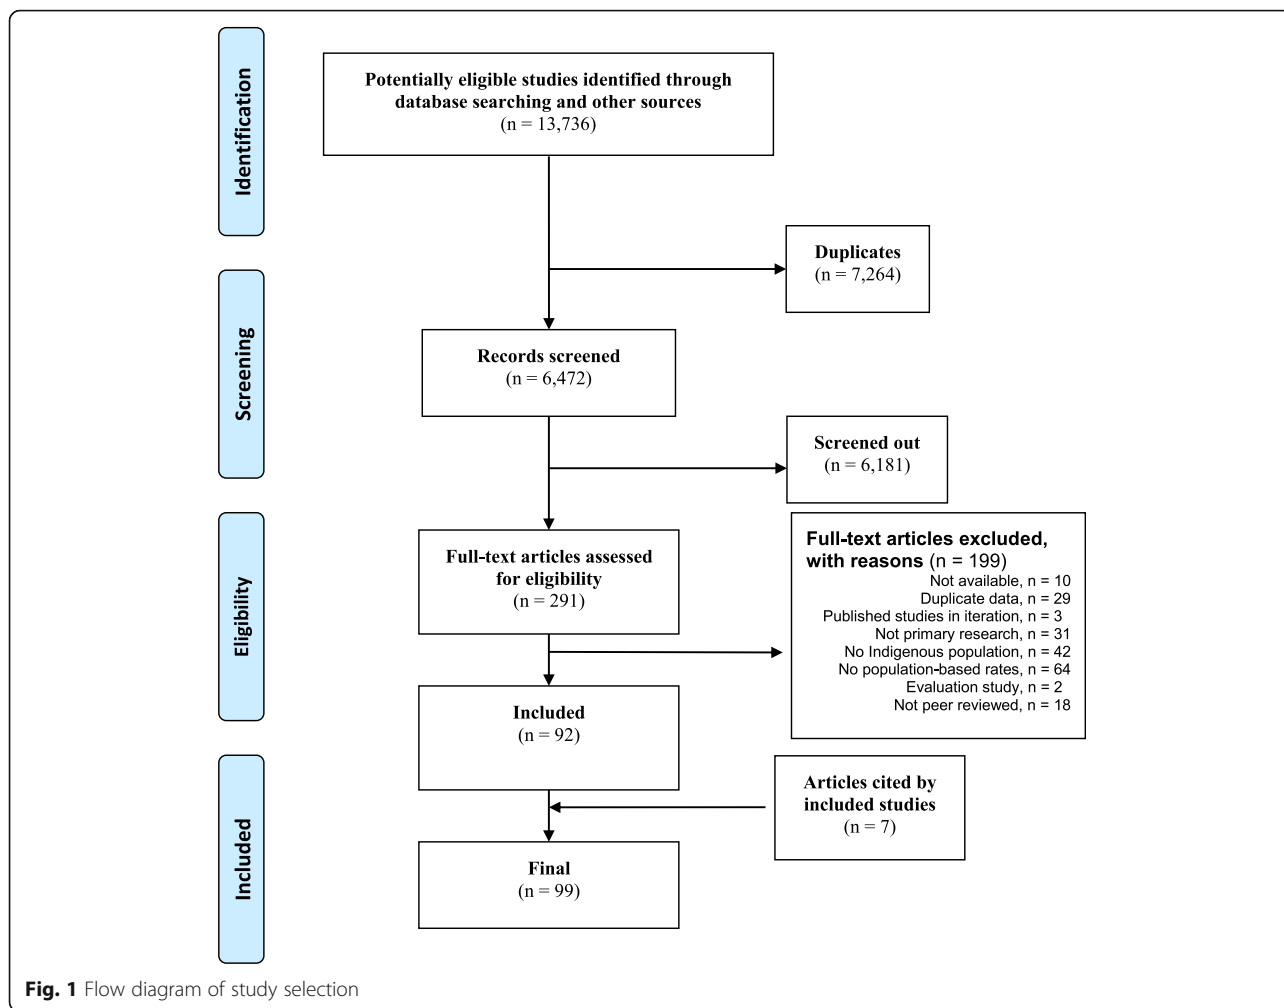 Identification
Potentially eligible studies identified through
database searching and other sources
(n = 13,736)
Duplicates
(n = 7,264)
Screening
Records screened
(n = 6,472)
Screened out
(n = 6,181)
Eligibility
Full-text articles assessed
for eligibility
(n = 291)
Full-text articles excluded,
with reasons (n = 199)
Not available, n = 10
Duplicate data, n = 29
Published studies in iteration, n = 3
Not primary research, n = 31
No Indigenous population, n = 42
No population-based rates, n = 64
Evaluation study, n = 2
Not peer reviewed, n = 18
Included
(n = 92)
Included
Articles cited by
included studies
(n = 7)
Final
(n = 99)
Fig. 1 Flow diagram of study selection